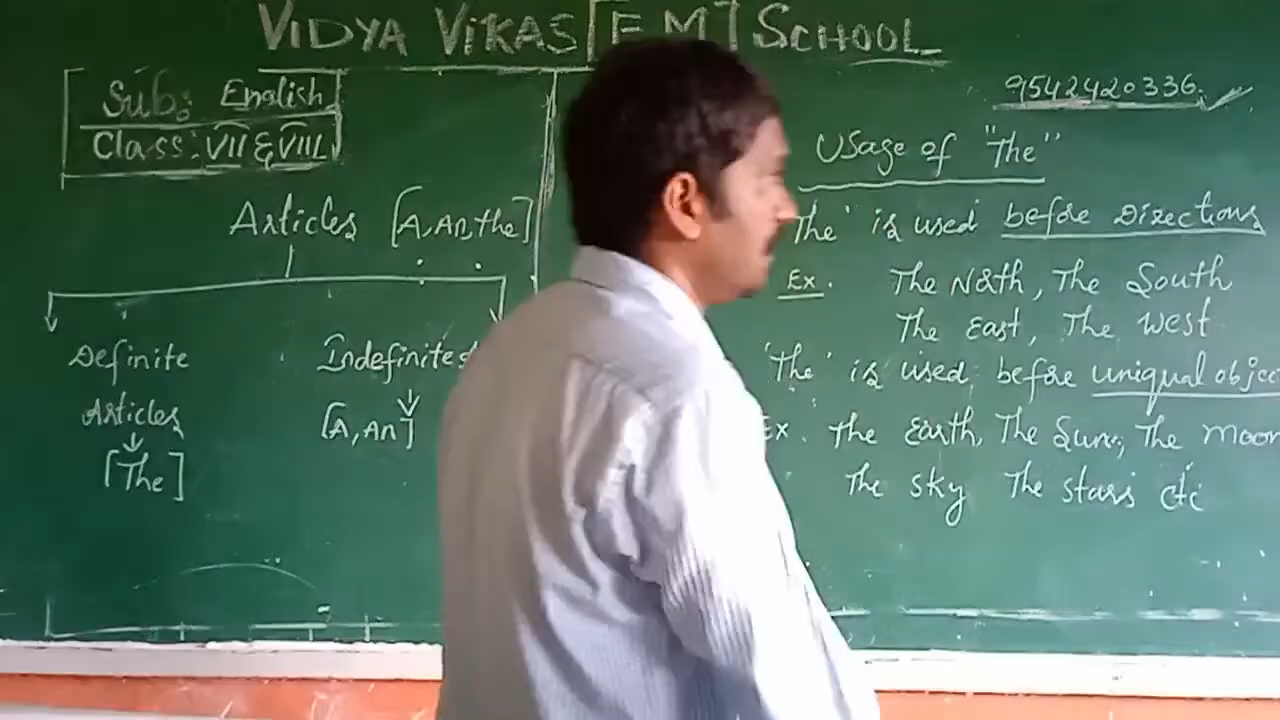 VIDYA VIKAS [E.M] SCHOOL
Sub: English
Class: VII & VIII
Articles [A, An, the]
Definite
Articles
[The]
Indefinite
[A, An]
9542420336
Usage of "The"
'The' is used before Directions
Ex. The North, The South
The East, The West
'The' is used before uniqual objec
Ex. The Earth, The Sun, The Moon
The sky The stars etc